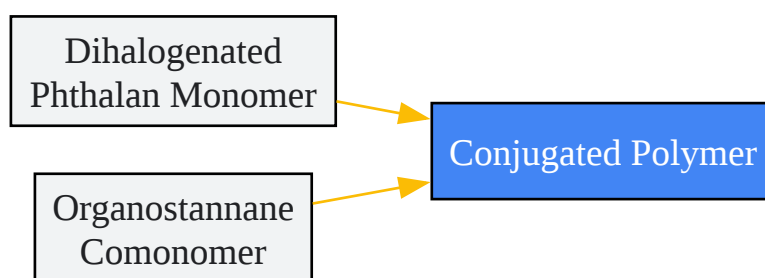 Dihalogenated
Phthalan Monomer
Conjugated Polymer
Organostannane
Comonomer